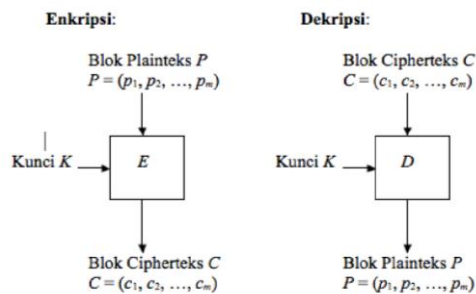 Enkripsi:
Blok Plainteks P
P = (p₁, p₂, …, pₘ)
Kunci K
E
Blok Cipherteks C
C = (c₁, c₂, …, cₘ)
Dekripsi:
Blok Cipherteks C
C = (c₁, c₂, …, cₘ)
Kunci K
D
Blok Plainteks P
P = (p₁, p₂, …, pₘ)